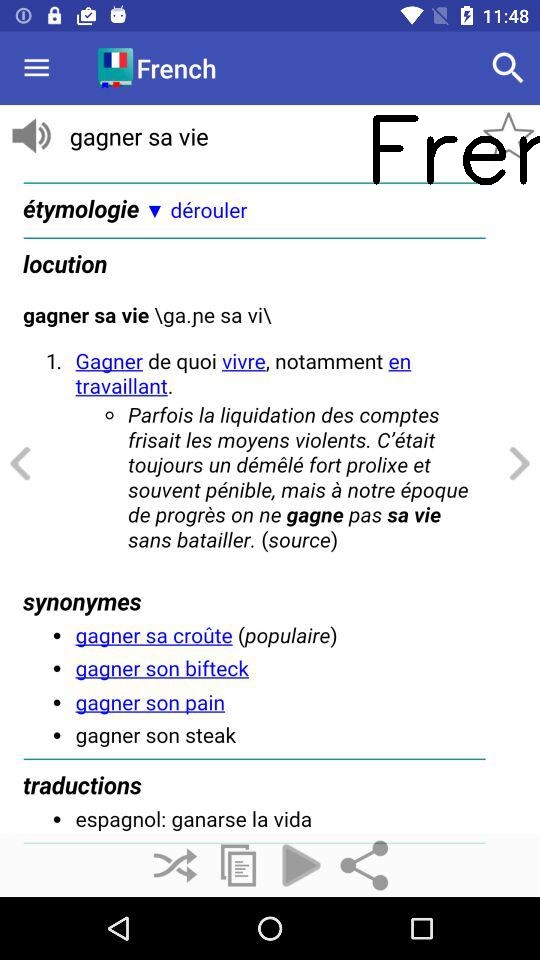 11:48
French
gagner sa vie
Fren
étymologie ▼ dérouler
locution
gagner sa vie \ga.ɲe sa vi\
1. Gagner de quoi vivre, notamment en
travaillant.
Parfois la liquidation des comptes
frisait les moyens violents. C’était
toujours un démêlé fort prolixe et
souvent pénible, mais à notre époque
de progrès on ne gagne pas sa vie
sans batailler. (source)
synonymes
• gagner sa croûte (populaire)
• gagner son bifteck
• gagner son pain
• gagner son steak
traductions
• espagnol: ganarse la vida